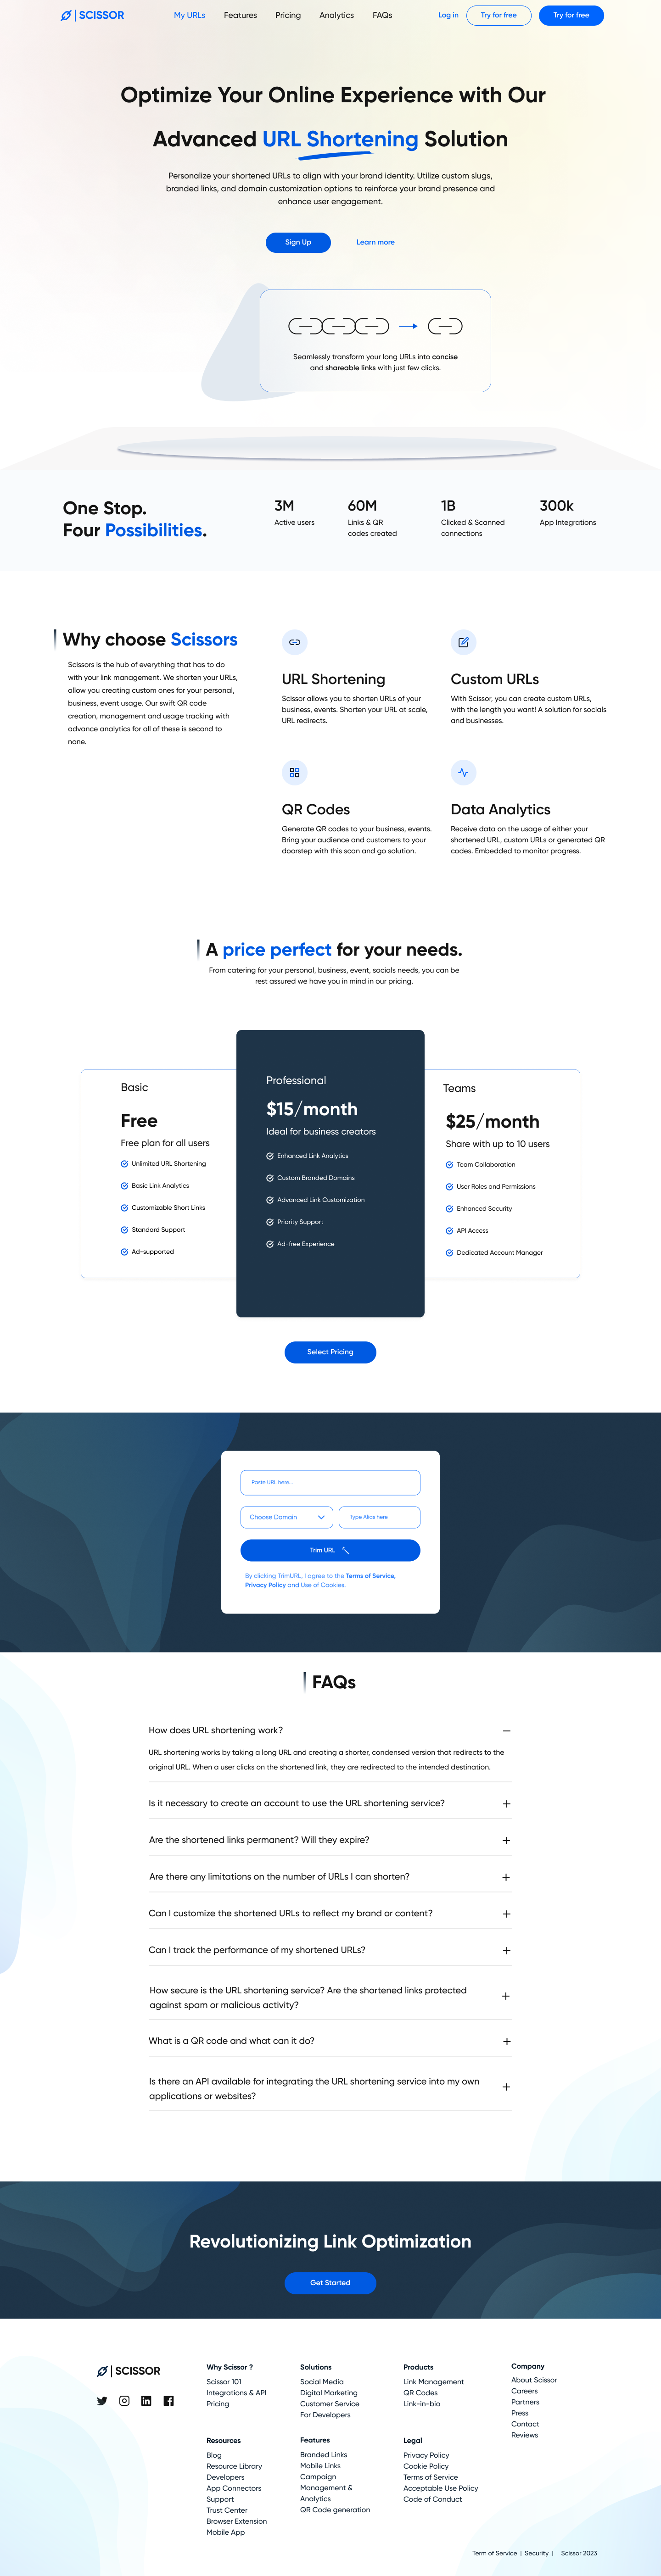 SCISSOR
My URLs
Features
Pricing
Analytics
FAQs
Log in
Try for free
Try for free
Optimize Your Online Experience with Our
Advanced URL Shortening Solution
Personalize your shortened URLs to align with your brand identity. Utilize custom slugs,
branded links, and domain customization options to reinforce your brand presence and
enhance user engagement.
Sign Up
Learn more
Seamlessly transform your long URLs into concise
and shareable links with just few clicks.
One Stop.
Four Possibilities.
3M
Active users
60M
Links & QR
codes created
1B
Clicked & Scanned
connections
300k
App Integrations
Why choose Scissors
Scissors is the hub of everything that has to do
with your link management. We shorten your URLs,
allow you creating custom ones for your personal,
business, event usage. Our swift QR code
creation, management and usage tracking with
advance analytics for all of these is second to
none.
URL Shortening
Scissor allows you to shorten URLs of your
business, events. Shorten your URL at scale,
URL redirects.
Custom URLs
With Scissor, you can create custom URLs,
with the length you want! A solution for socials
and businesses.
QR Codes
Generate QR codes to your business, events.
Bring your audience and customers to your
doorstep with this scan and go solution.
Data Analytics
Receive data on the usage of either your
shortened URL, custom URLs or generated QR
codes. Embedded to monitor progress.
A price perfect for your needs.
From catering for your personal, business, event, socials needs, you can be
rest assured we have you in mind in our pricing.
Basic
Free
Free plan for all users
Unlimited URL Shortening
Basic Link Analytics
Customizable Short Links
Standard Support
Ad-supported
Professional
$15/month
Ideal for business creators
Enhanced Link Analytics
Custom Branded Domains
Advanced Link Customization
Priority Support
Ad-free Experience
Teams
$25/month
Share with up to 10 users
Team Collaboration
User Roles and Permissions
Enhanced Security
API Access
Dedicated Account Manager
Select Pricing
Paste URL here...
Choose Domain
Type Alias here
Trim URL
By clicking TrimURL, I agree to the Terms of Service,
Privacy Policy and Use of Cookies.
FAQs
How does URL shortening work?
URL shortening works by taking a long URL and creating a shorter, condensed version that redirects to the
original URL. When a user clicks on the shortened link, they are redirected to the intended destination.
Is it necessary to create an account to use the URL shortening service?
Are the shortened links permanent? Will they expire?
Are there any limitations on the number of URLs I can shorten?
Can I customize the shortened URLs to reflect my brand or content?
Can I track the performance of my shortened URLs?
How secure is the URL shortening service? Are the shortened links protected
against spam or malicious activity?
What is a QR code and what can it do?
Is there an API available for integrating the URL shortening service into my own
applications or websites?
Revolutionizing Link Optimization
Get Started
SCISSOR
Why Scissor ?
Scissor 101
Integrations & API
Pricing
Solutions
Social Media
Digital Marketing
Customer Service
For Developers
Products
Link Management
QR Codes
Link-in-bio
Company
About Scissor
Careers
Partners
Press
Contact
Reviews
Resources
Blog
Resource Library
Developers
App Connectors
Support
Trust Center
Browser Extension
Mobile App
Features
Branded Links
Mobile Links
Campaign
Management &
Analytics
QR Code generation
Legal
Privacy Policy
Cookie Policy
Terms of Service
Acceptable Use Policy
Code of Conduct
Term of Service | Security | Scissor 2023